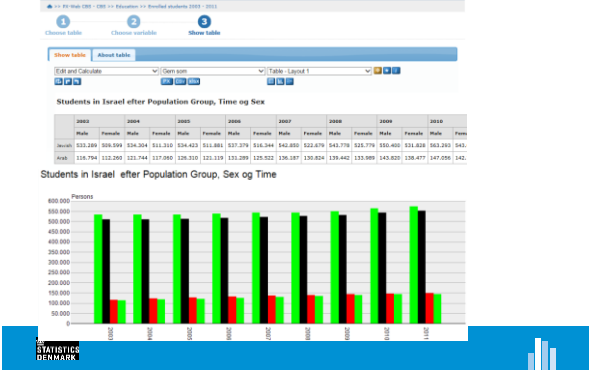 >> PX-Web CBS - CBS >> Education >> Enrolled students 2003 - 2011
1 2 3
Choose table Choose variable Show table
Show table About table
Edit and Calculate Gem som Table - Layout 1
Students in Israel efter Population Group, Time og Sex
2003 2004 2005 2006 2007 2008 2009 2010
Male Female Male Female Male Female Male Female Male Female Male Female Male Female Male Fem
Jewish 533.289 509.599 534.304 511.310 534.423 511.881 537.379 516.344 542.850 522.679 543.778 525.779 550.400 531.828 563.293 543.
Arab 116.794 112.260 121.744 117.060 126.310 121.119 131.289 125.522 136.187 130.824 139.442 133.989 143.620 138.477 147.056 142.
Students in Israel efter Population Group, Sex og Time
Persons
600.000
550.000
500.000
450.000
400.000
350.000
300.000
250.000
200.000
150.000
100.000
50.000
0
2003 2004 2005 2006 2007 2008 2009 2010 2011
STATISTICS
DENMARK